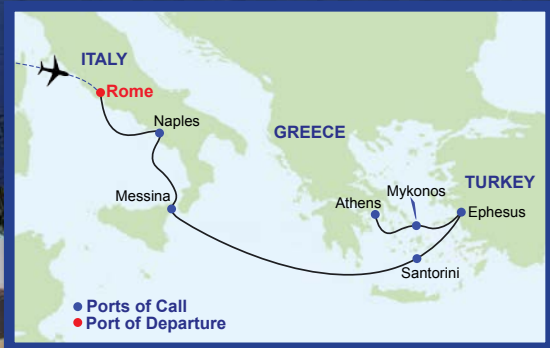 ITALY
Rome
Naples
GREECE
Messina
Mykonos
TURKEY
Athens
Ephesus
Santorini
Ports of Call
Port of Departure